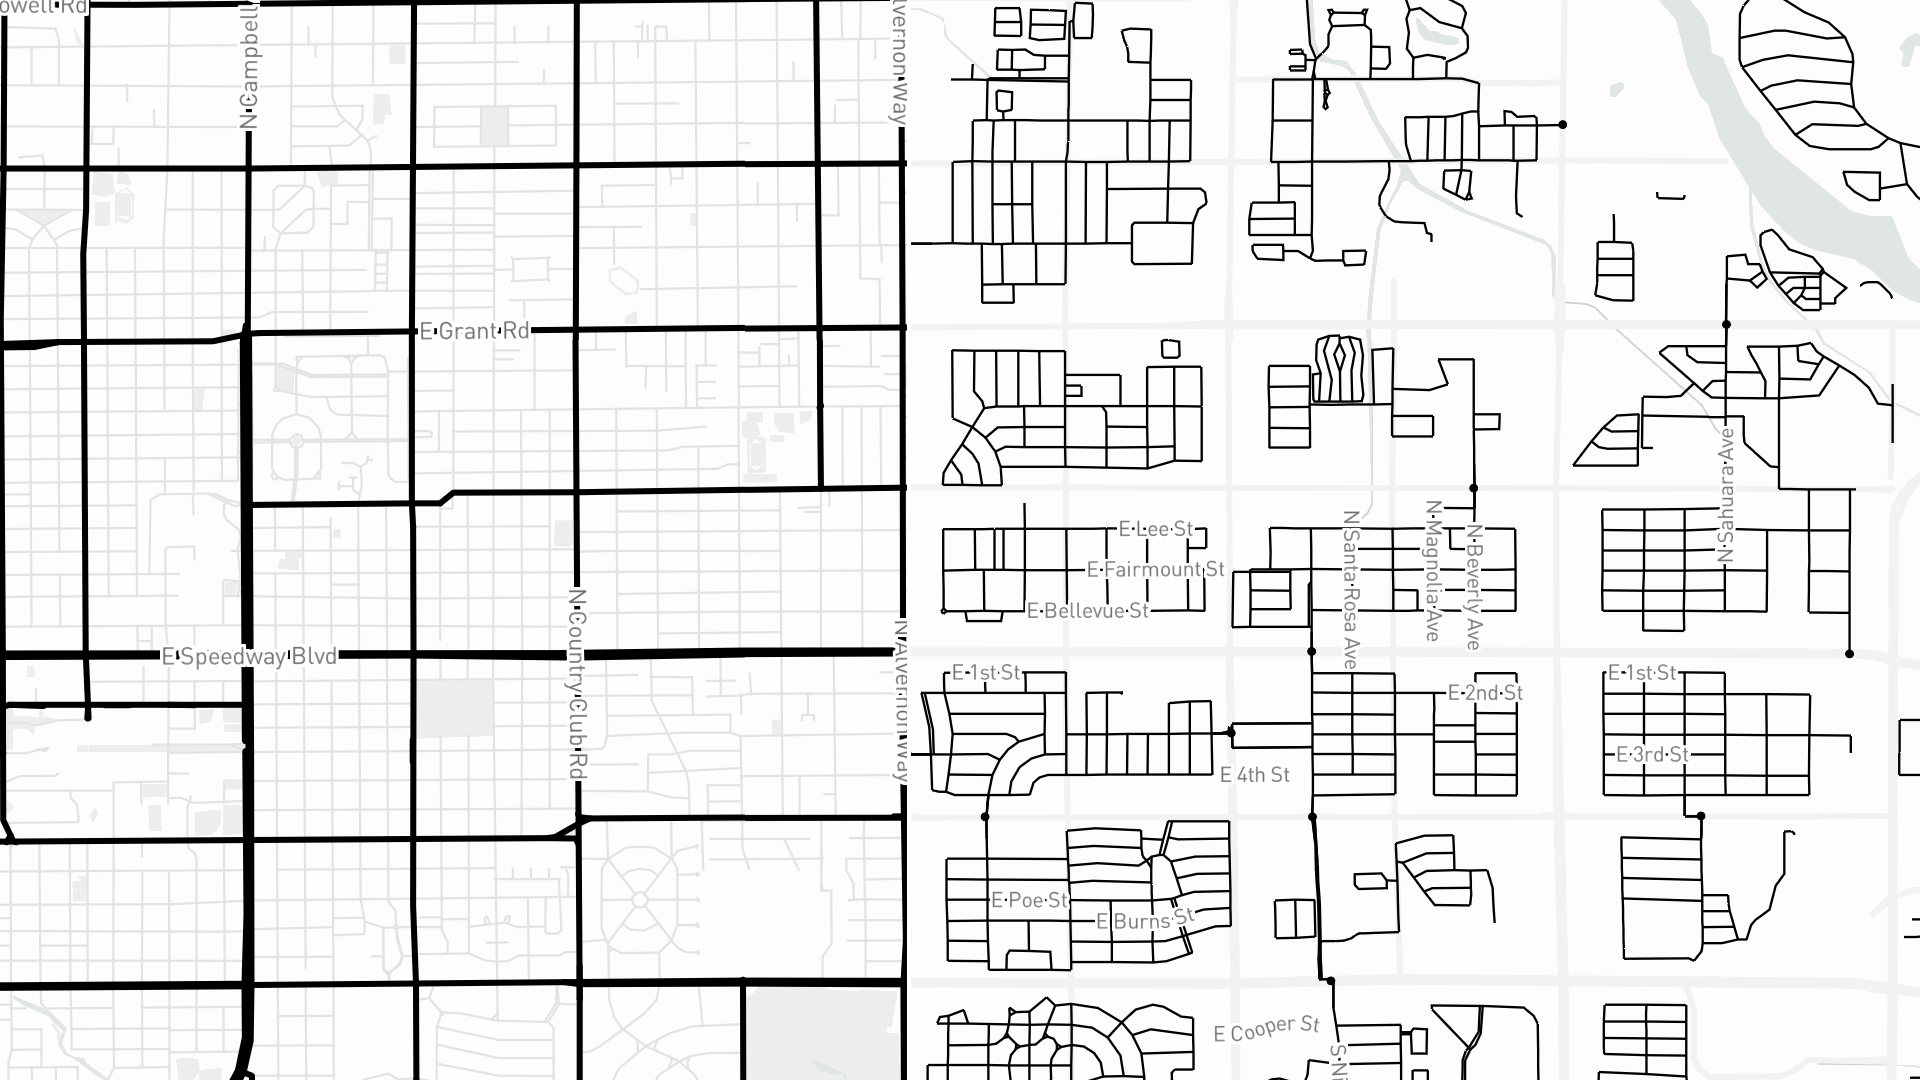 owell Rd
N Campbell
lvernon Way
E Grant Rd
N Sahuara Ave
N Santa Rosa Ave
N Magnolia Ave
N Beverly Ave
E Lee St
E Fairmount St
E Bellevue St
N Country Club Rd
N Alvernon Way
E Speedway Blvd
E 1st St
E 1st St
E 2nd St
E 3rd St
E 4th St
E Poe St
E Burns St
E Cooper St
S Ni